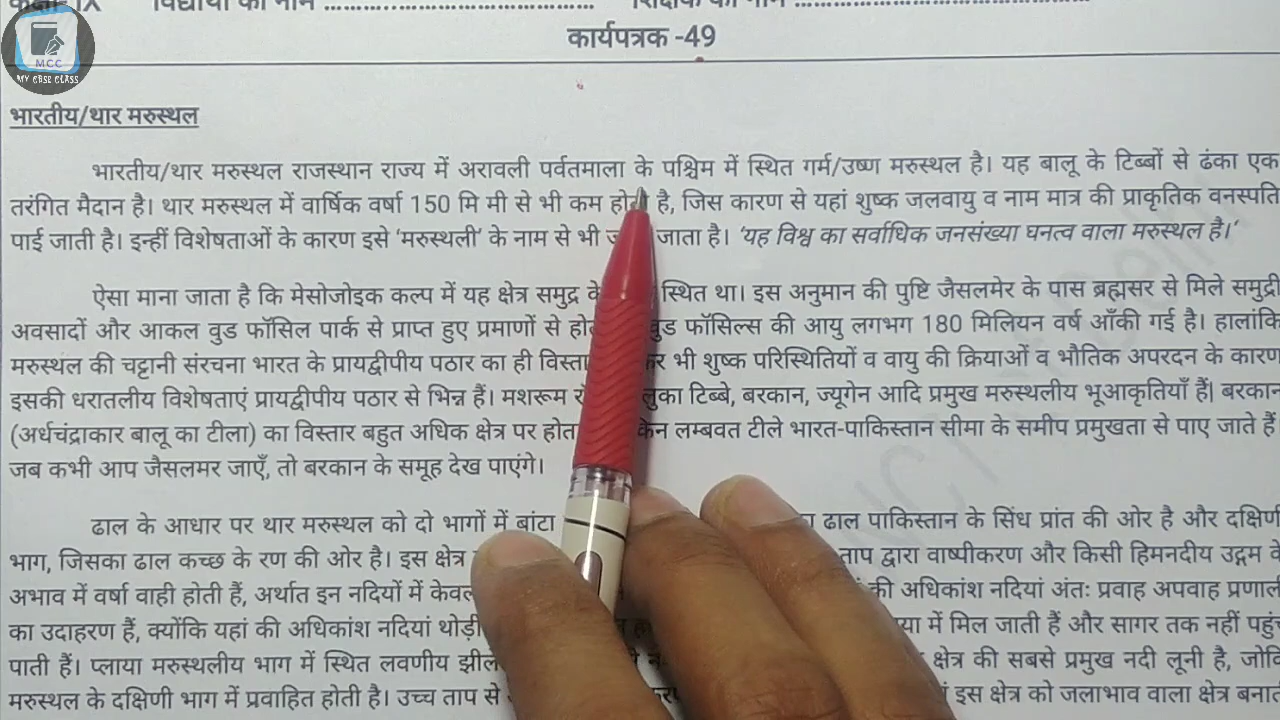 कक्षा-IX विद्यार्थी का नाम ........................................ शिक्षक का नाम ........................................
MCC
MY CBSE CLASS
कार्यपत्रक -49
भारतीय/थार मरुस्थल
भारतीय/थार मरुस्थल राजस्थान राज्य में अरावली पर्वतमाला के पश्चिम में स्थित गर्म/उष्ण मरुस्थल है। यह बालू के टिब्बों से ढंका एक
तरंगित मैदान है। थार मरुस्थल में वार्षिक वर्षा 150 मि मी से भी कम है, जिस कारण से यहां शुष्क जलवायु व नाम मात्र की प्राकृतिक वनस्पति
पाई जाती है। इन्हीं विशेषताओं के कारण इसे ‘मरुस्थली’ के नाम से भी जाता है। ‘यह विश्व का सर्वाधिक जनसंख्या घनत्व वाला मरुस्थल है।‘
ऐसा माना जाता है कि मेसोजोइक कल्प में यह क्षेत्र समुद्र स्थित था। इस अनुमान की पुष्टि जैसलमेर के पास ब्रह्मसर से मिले समुद्री
अवसादों और आकल वुड फॉसिल पार्क से प्राप्त हुए प्रमाणों से वुड फॉसिल्स की आयु लगभग 180 मिलियन वर्ष आँकी गई है। हालांकि
मरुस्थल की चट्टानी संरचना भारत के प्रायद्वीपीय पठार का ही भी शुष्क परिस्थितियों व वायु की क्रियाओं व भौतिक अपरदन के कारण
इसकी धरातलीय विशेषताएं प्रायद्वीपीय पठार से भिन्न हैं। मशरूम टिब्बे, बरकान, ज्यूगेन आदि प्रमुख मरुस्थलीय भूआकृतियाँ हैं| बरकान
(अर्धचंद्राकार बालू का टीला) का विस्तार बहुत अधिक क्षेत्र पर लम्बवत टीले भारत-पाकिस्तान सीमा के समीप प्रमुखता से पाए जाते हैं
जब कभी आप जैसलमर जाएँ, तो बरकान के समूह देख पाएंगे।
ढाल के आधार पर थार मरुस्थल को दो भागों में बांटा ढाल पाकिस्तान के सिंध प्रांत की ओर है और दक्षिणी
भाग, जिसका ढाल कच्छ के रण की ओर है। इस क्षेत्र द्वारा वाष्पीकरण और किसी हिमनदीय उद्गम के
अभाव में वर्षा वाही होती हैं, अर्थात इन नदियों में की अधिकांश नदियां अंतः प्रवाह अपवाह प्रणाली
का उदाहरण हैं, क्योंकि यहां की अधिकांश नदियां में मिल जाती हैं और सागर तक नहीं पहुंच
पाती हैं। प्लाया मरुस्थलीय भाग में स्थित लवणीय क्षेत्र की सबसे प्रमुख नदी लूनी है, जोकि
मरुस्थल के दक्षिणी भाग में प्रवाहित होती है। उच्च ताप से इस क्षेत्र को जलाभाव वाला क्षेत्र